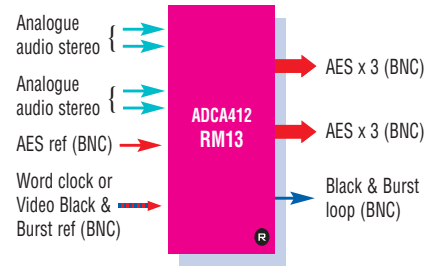 Analogue
audio stereo {
Analogue
audio stereo {
AES ref (BNC)
Word clock or
Video Black &
Burst ref (BNC)
ADCA412
RM13
R
AES x 3 (BNC)
AES x 3 (BNC)
Black & Burst
loop (BNC)